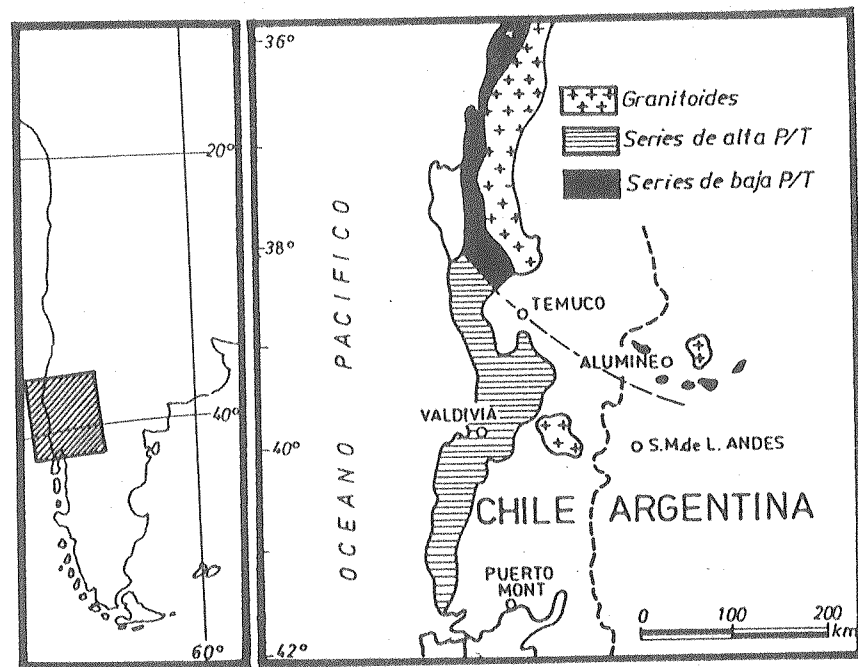 20°
40°
60°
36°
38°
40°
42°
OCEANO PACIFICO
Granitoides
Series de alta P/T
Series de baja P/T
TEMUCO
ALUMINE
VALDIVIA
S.M.de L. ANDES
CHILE ARGENTINA
PUERTO
MONT
0 100 200
km